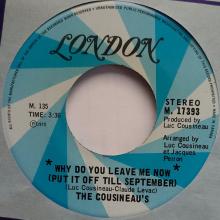 LONDON
M. 135
TIME: 3:36
STEREO
M. 17393
Produced by
Luc Cousineau
Arranged by
Luc Cousineau
et Jacques
Perron
WHY DO YOU LEAVE ME NOW
(PUT IT OFF TILL SEPTEMBER)
(Luc Cousineau-Claude Levac)
THE COUSINEAU'S